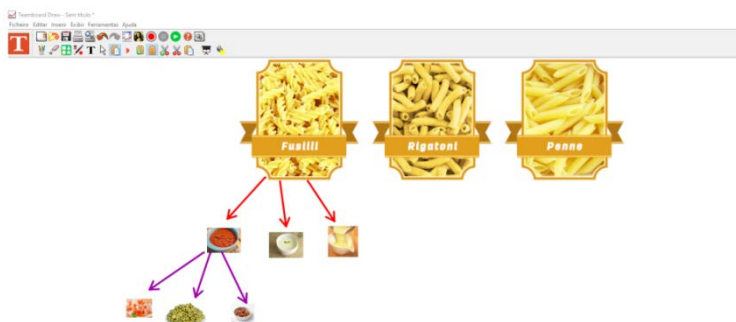 Teamboard Draw - Sem título *
Ficheiro Editar Inserir Exibir Ferramentas Ajuda
T
T
Fusilli Rigatoni Penne